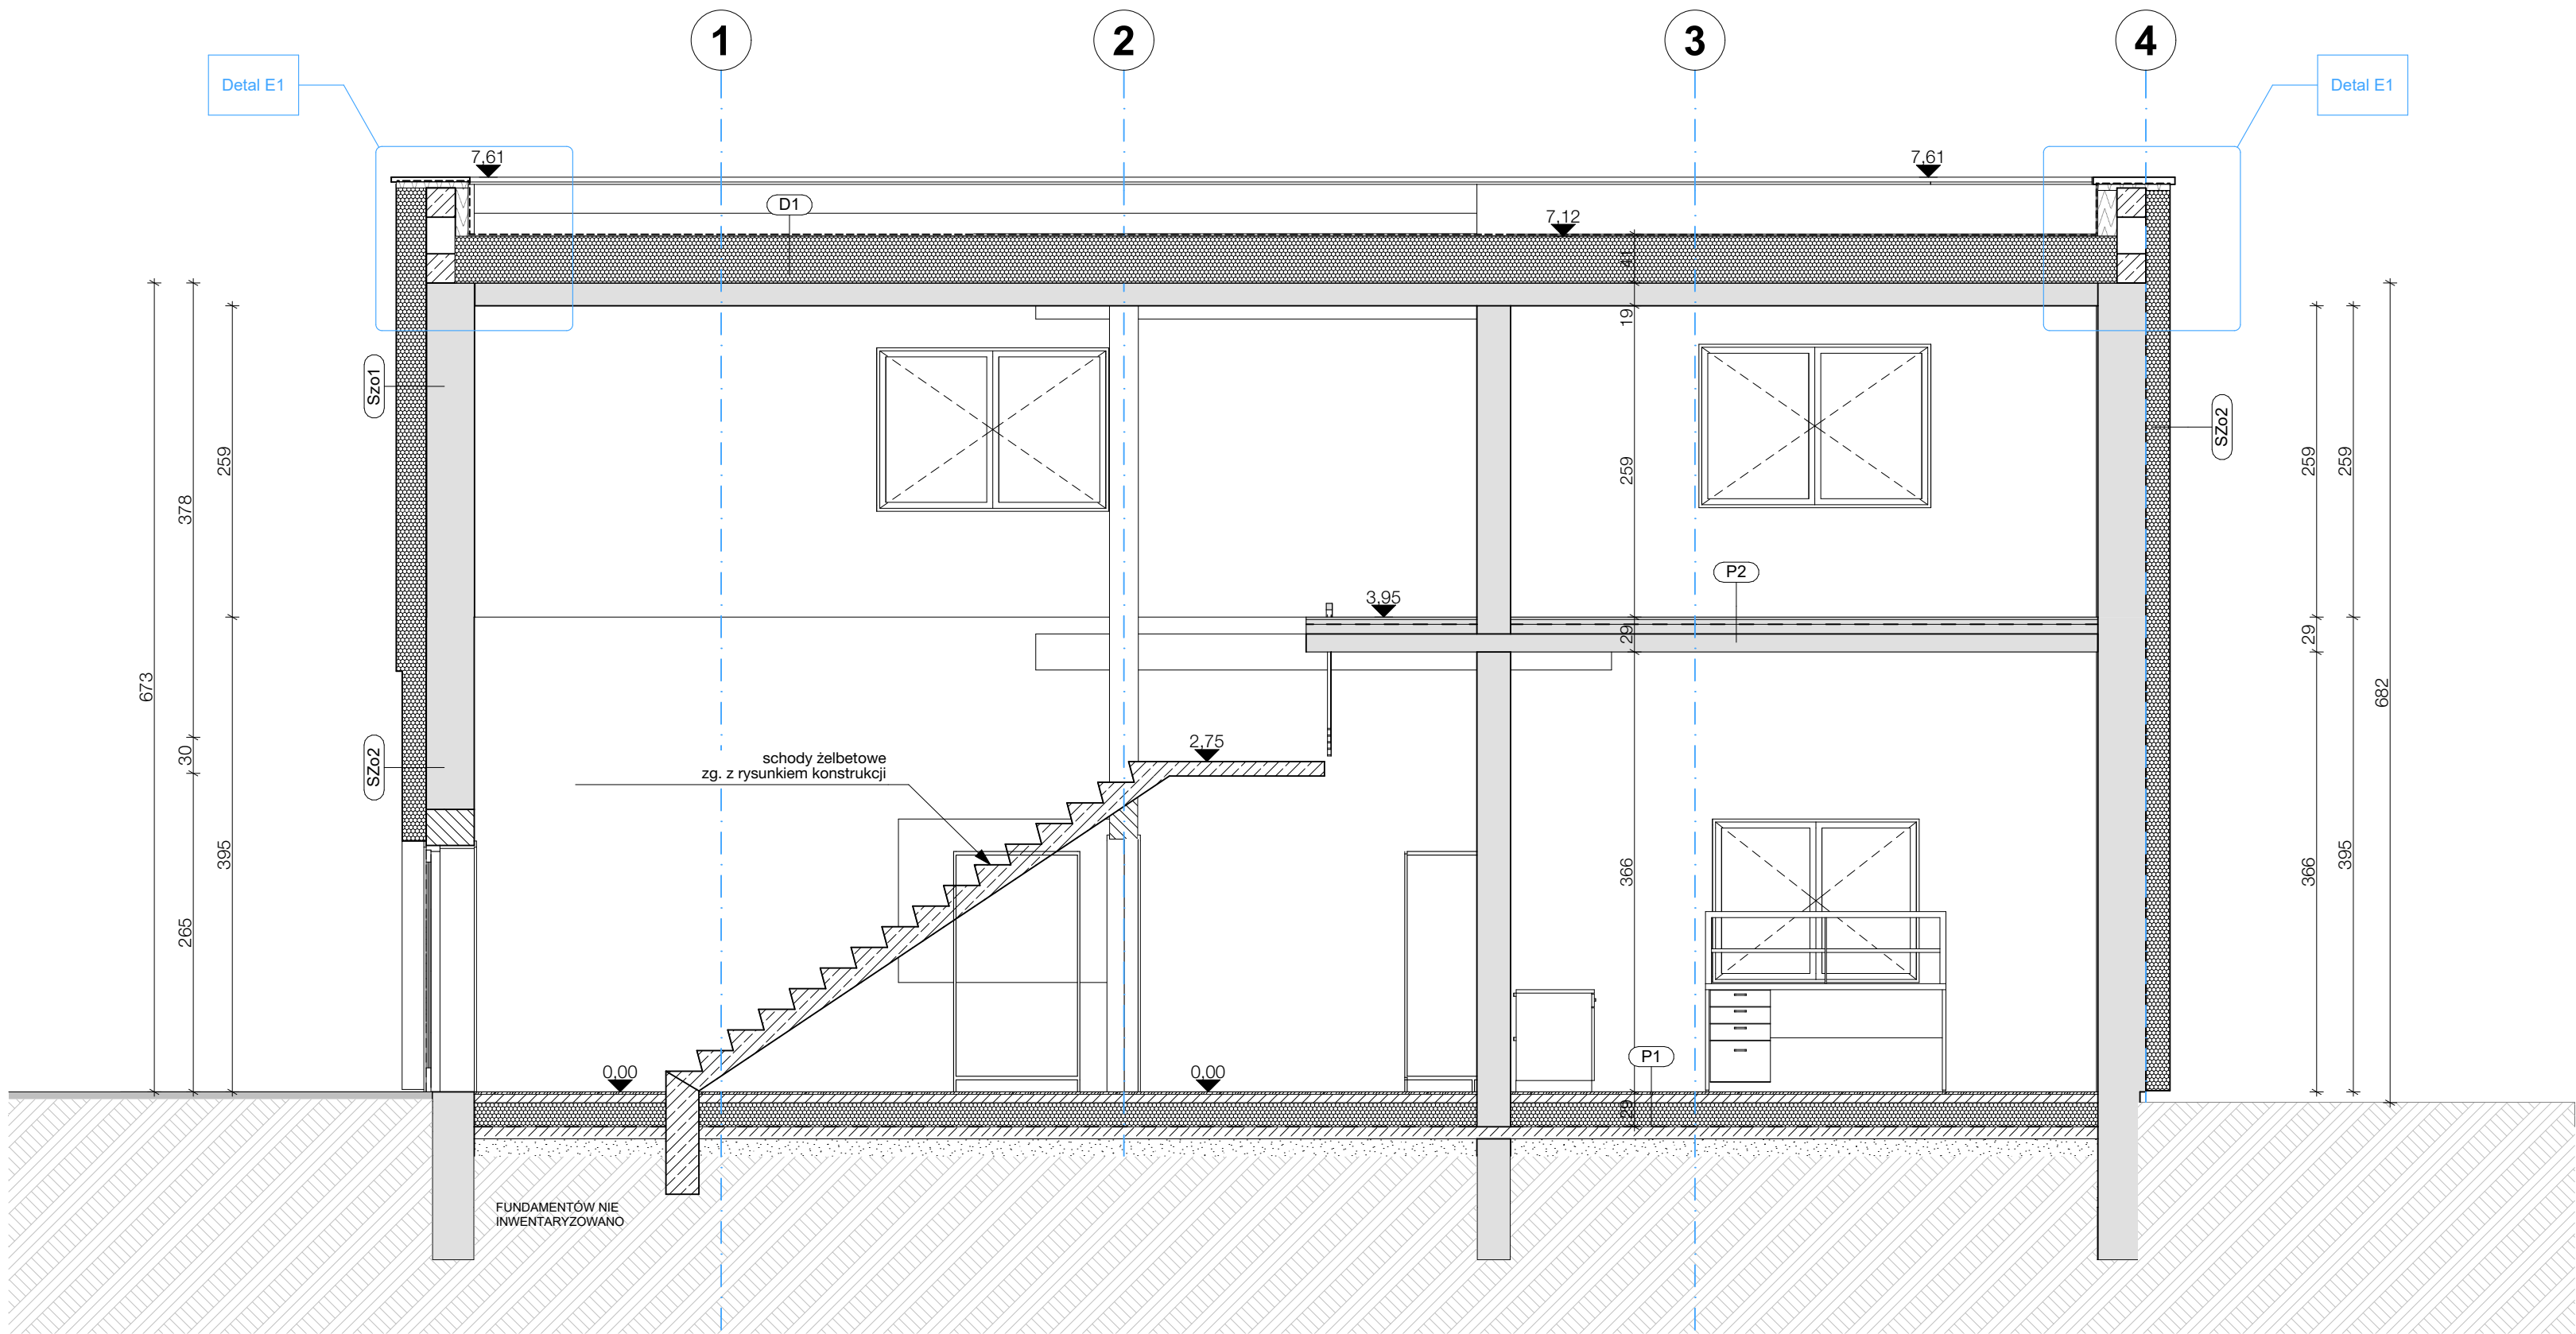 1
2
3
4
Detal E1
Detal E1
7,61
7,61
D1
7,12
41
19
Szo1
SZo2
259
378
259
259
259
P2
3,95
29
29
673
682
30
SZo2
2,75
schody żelbetowe
zg. z rysunkiem konstrukcji
395
366
366
395
265
0,00
0,00
P1
29
FUNDAMENTÓW NIE
INWENTARYZOWANO